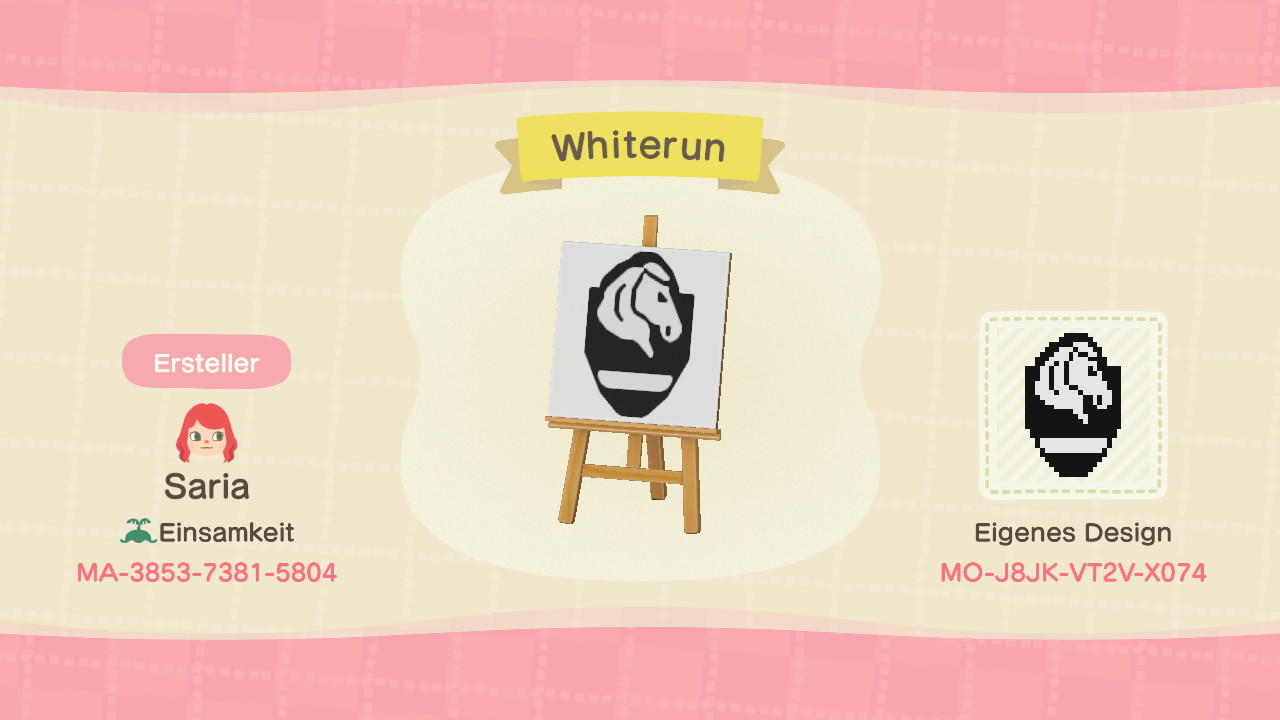 Whiterun
Ersteller
Saria
Einsamkeit
MA-3853-7381-5804
Eigenes Design
MO-J8JK-VT2V-X074